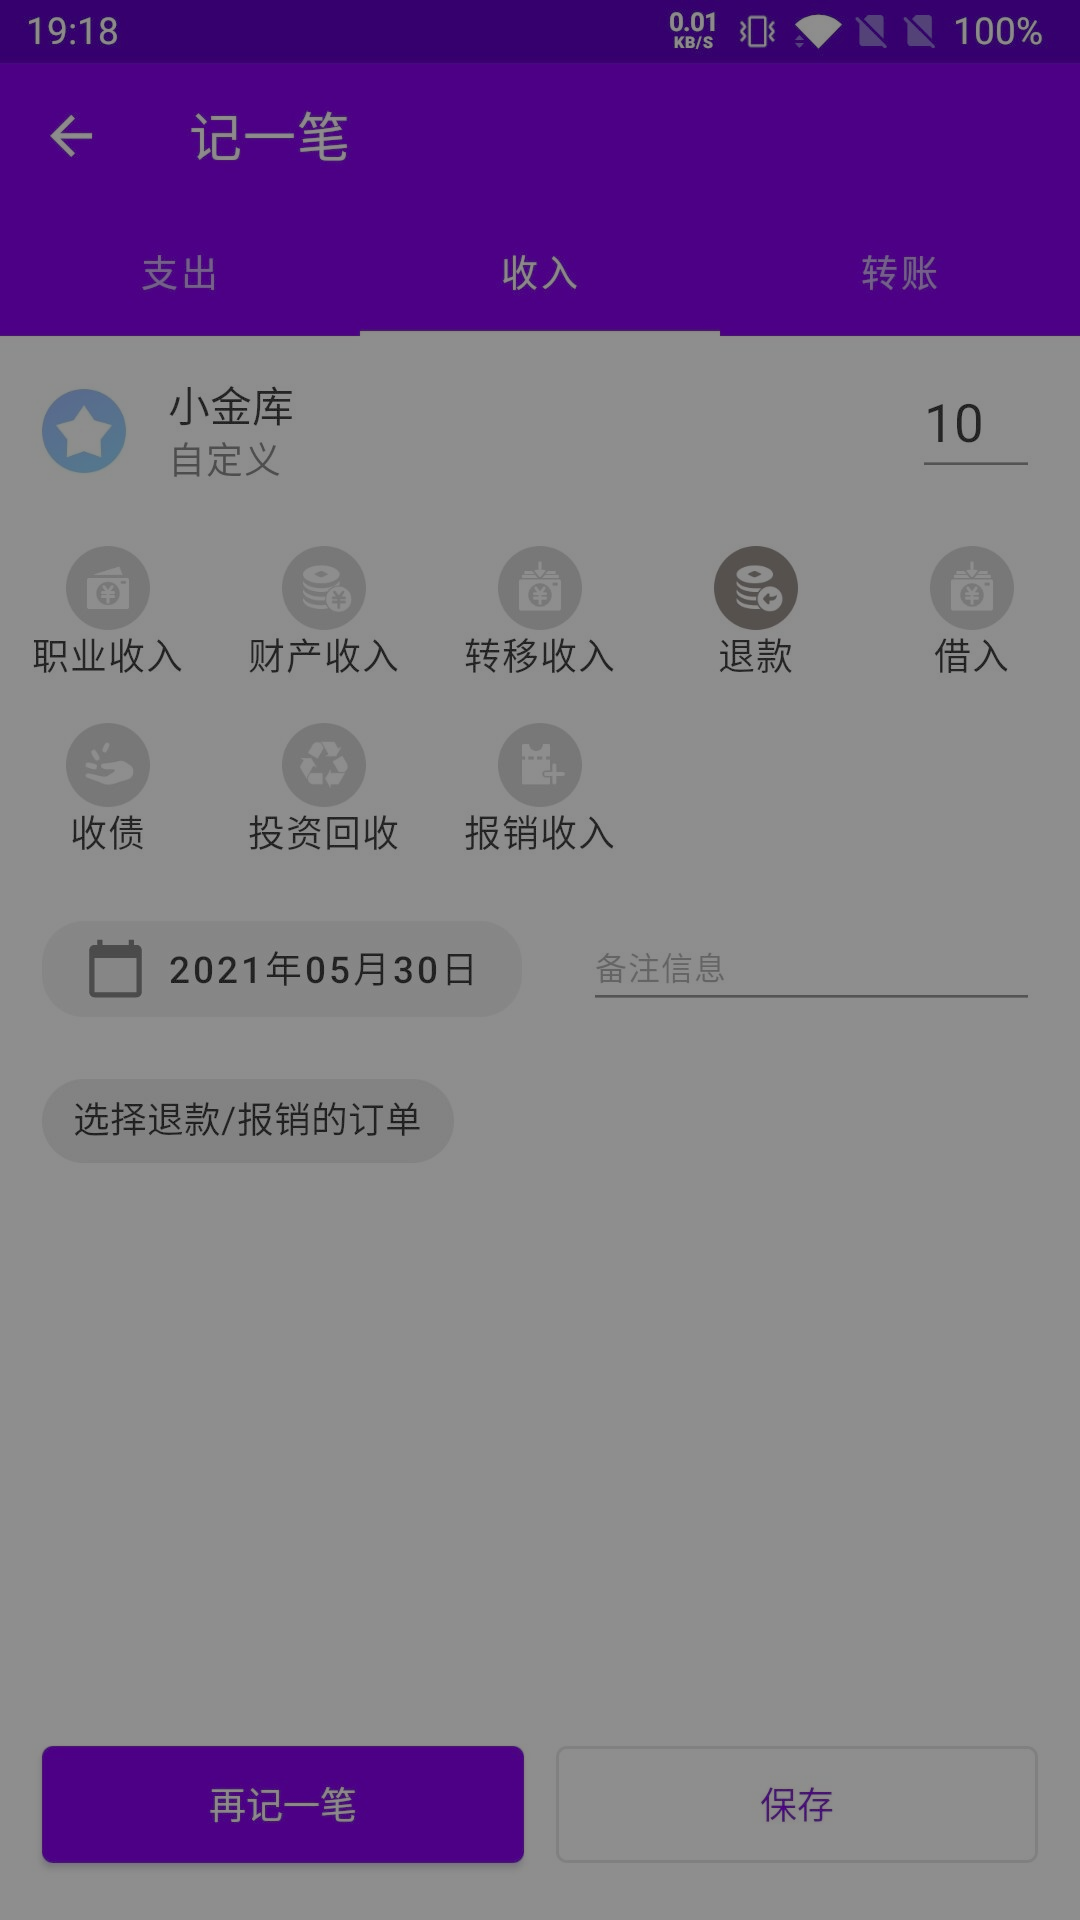 19:18 0.01 KB/S 100%
记一笔
支出 收入 转账
小金库 10
自定义
职业收入 财产收入 转移收入 退款 借入
收债 投资回收 报销收入
2021年05月30日 备注信息
选择退款/报销的订单
再记一笔 保存